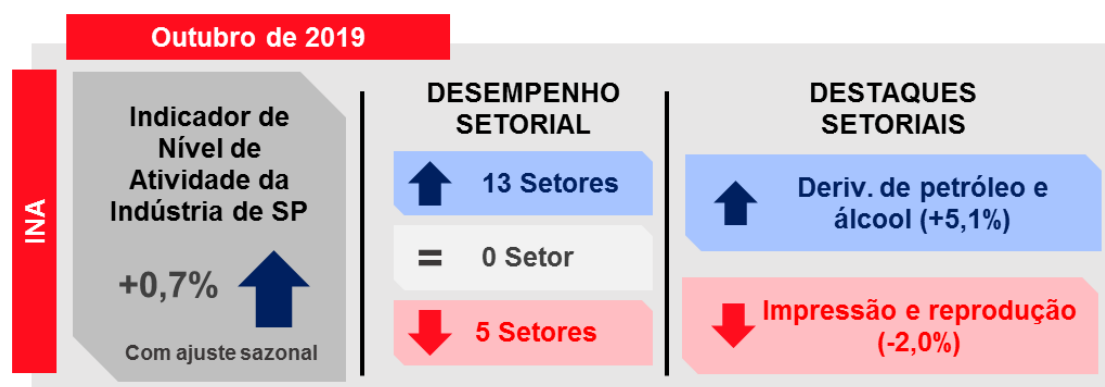 Outubro de 2019
INA
Indicador de
Nível de
Atividade da
Indústria de SP
+0,7%
Com ajuste sazonal
DESEMPENHO
SETORIAL
13 Setores
= 0 Setor
5 Setores
DESTAQUES
SETORIAIS
Deriv. de petróleo e
álcool (+5,1%)
Impressão e reprodução
(-2,0%)